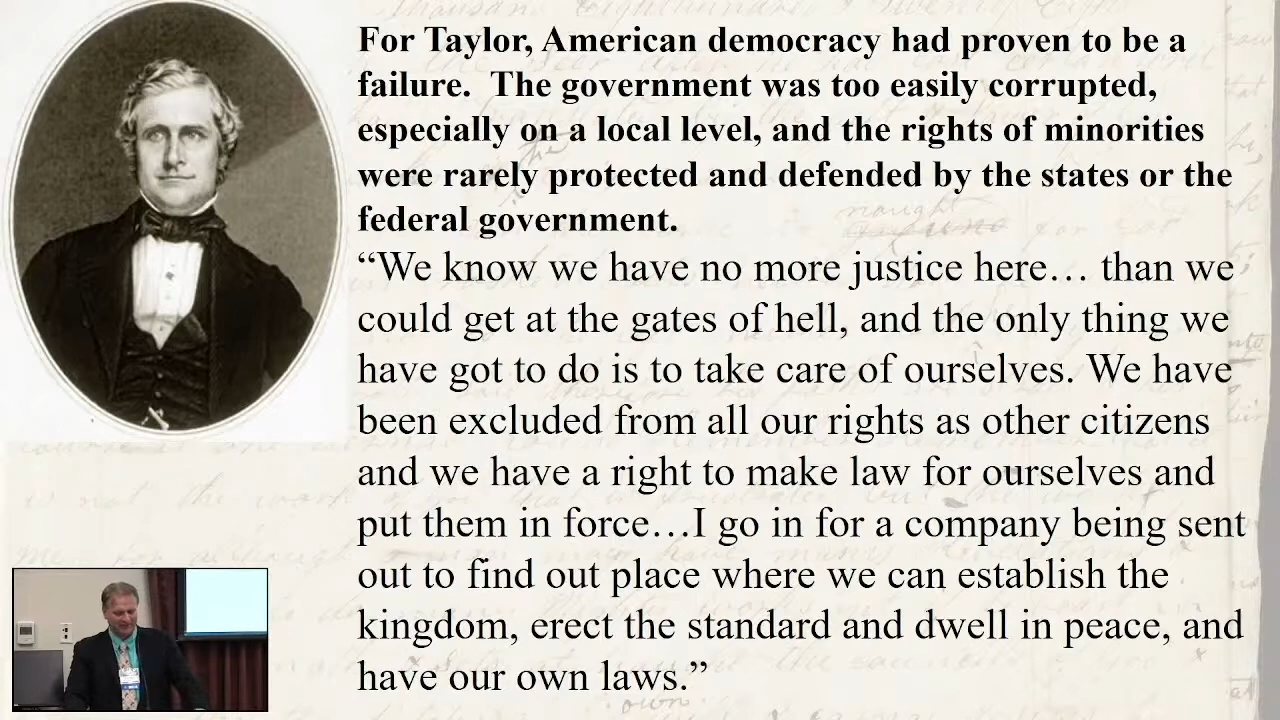 For Taylor, American democracy had proven to be a
failure.  The government was too easily corrupted,
especially on a local level, and the rights of minorities
were rarely protected and defended by the states or the
federal government.
“We know we have no more justice here… than we
could get at the gates of hell, and the only thing we
have got to do is to take care of ourselves. We have
been excluded from all our rights as other citizens
and we have a right to make law for ourselves and
put them in force…I go in for a company being sent
out to find out place where we can establish the
kingdom, erect the standard and dwell in peace, and
have our own laws.”